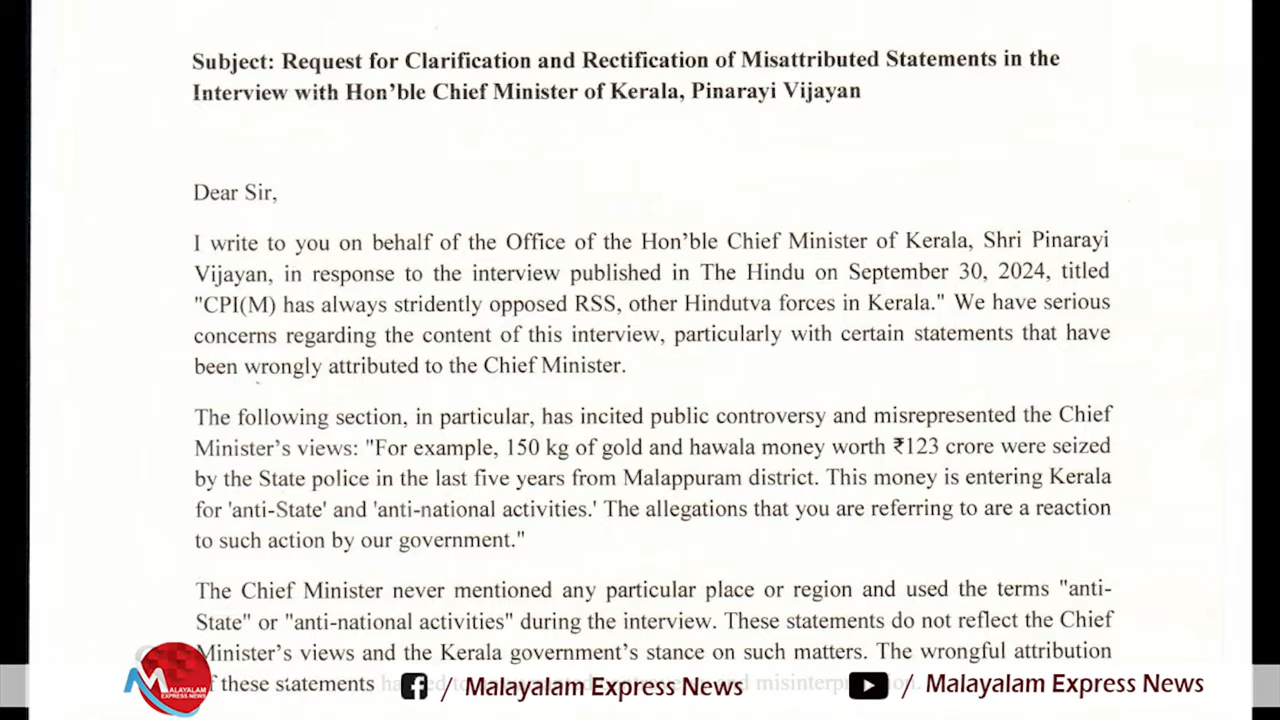 Subject: Request for Clarification and Rectification of Misattributed Statements in the
Interview with Hon'ble Chief Minister of Kerala, Pinarayi Vijayan
Dear Sir,
I write to you on behalf of the Office of the Hon'ble Chief Minister of Kerala, Shri Pinarayi
Vijayan, in response to the interview published in The Hindu on September 30, 2024, titled
"CPI(M) has always stridently opposed RSS, other Hindutva forces in Kerala." We have serious
concerns regarding the content of this interview, particularly with certain statements that have
been wrongly attributed to the Chief Minister.
The following section, in particular, has incited public controversy and misrepresented the Chief
Minister's views: "For example, 150 kg of gold and hawala money worth ₹123 crore were seized
by the State police in the last five years from Malappuram district. This money is entering Kerala
for 'anti-State' and 'anti-national activities.' The allegations that you are referring to are a reaction
to such action by our government."
The Chief Minister never mentioned any particular place or region and used the terms "anti-
State" or "anti-national activities" during the interview. These statements do not reflect the Chief
Minister's views and the Kerala government's stance on such matters. The wrongful attribution
these statements
MALAYALAM
EXPRESS NEWS
/ Malayalam Express News
/ Malayalam Express News